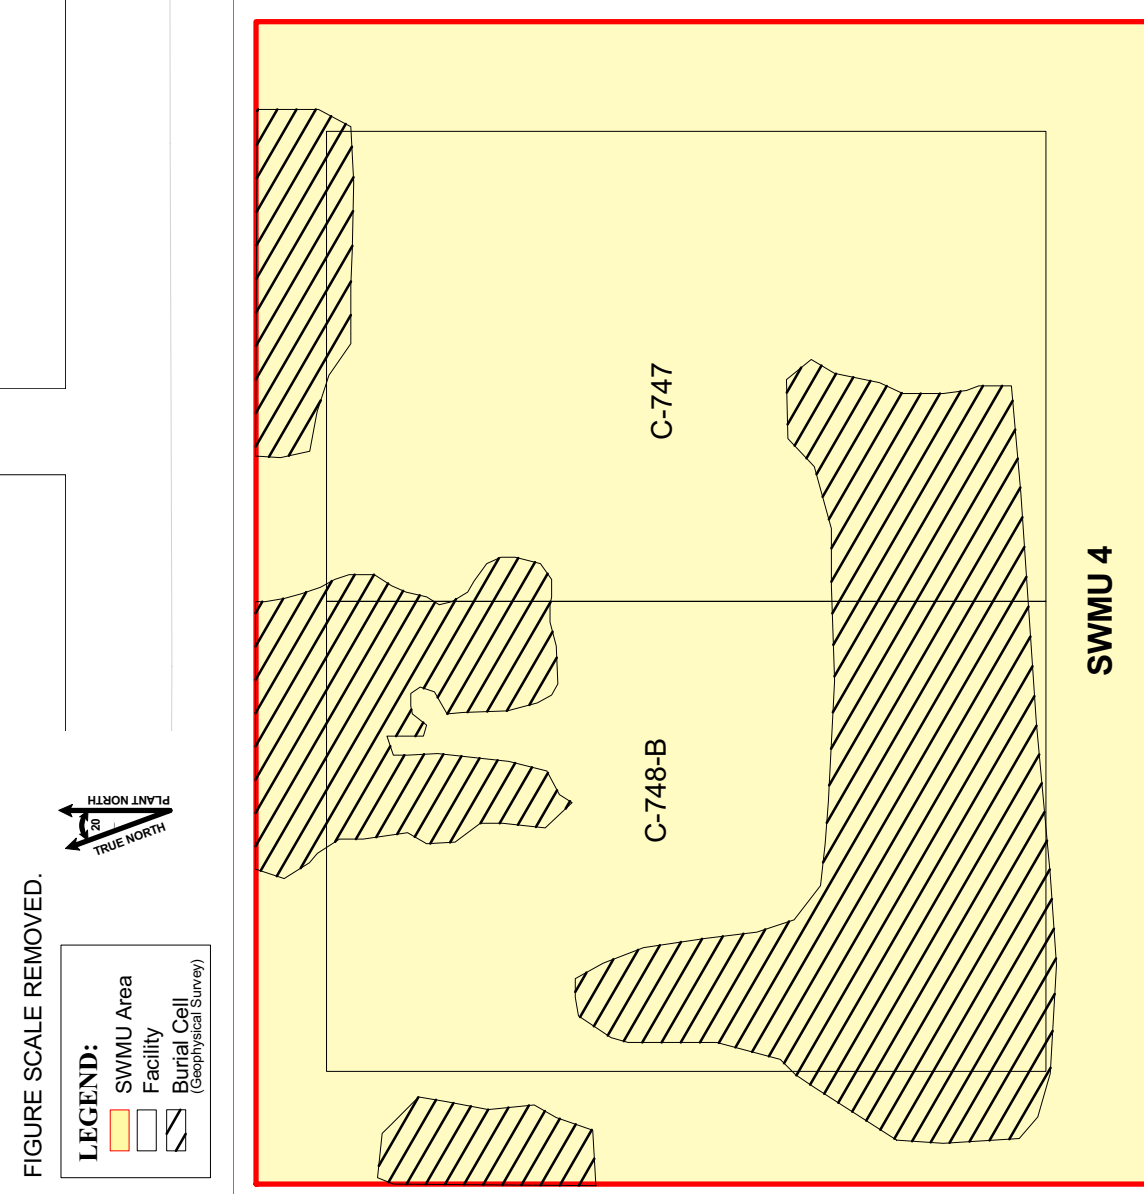 FIGURE SCALE REMOVED.
LEGEND:
SWMU Area
Facility
Burial Cell
(Geophysical Survey)
PLANT NORTH
20
TRUE NORTH
C-748-B
C-747
SWMU 4